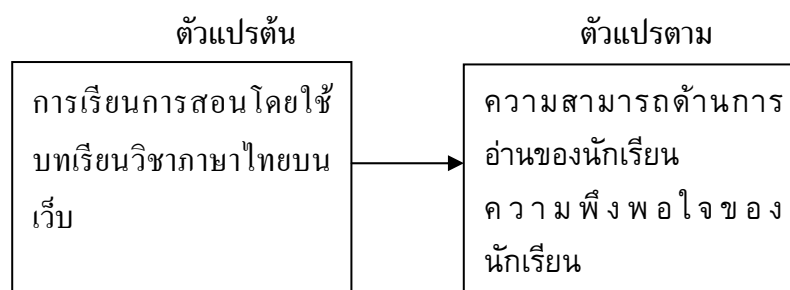 ตัวแปรต้น
การเรียนการสอนโดยใช้
บทเรียนวิชาภาษาไทยบน
เว็บ
ตัวแปรตาม
ความสามารถด้านการ
อ่านของนักเรียน
ความพึงพอใจของ
นักเรียน